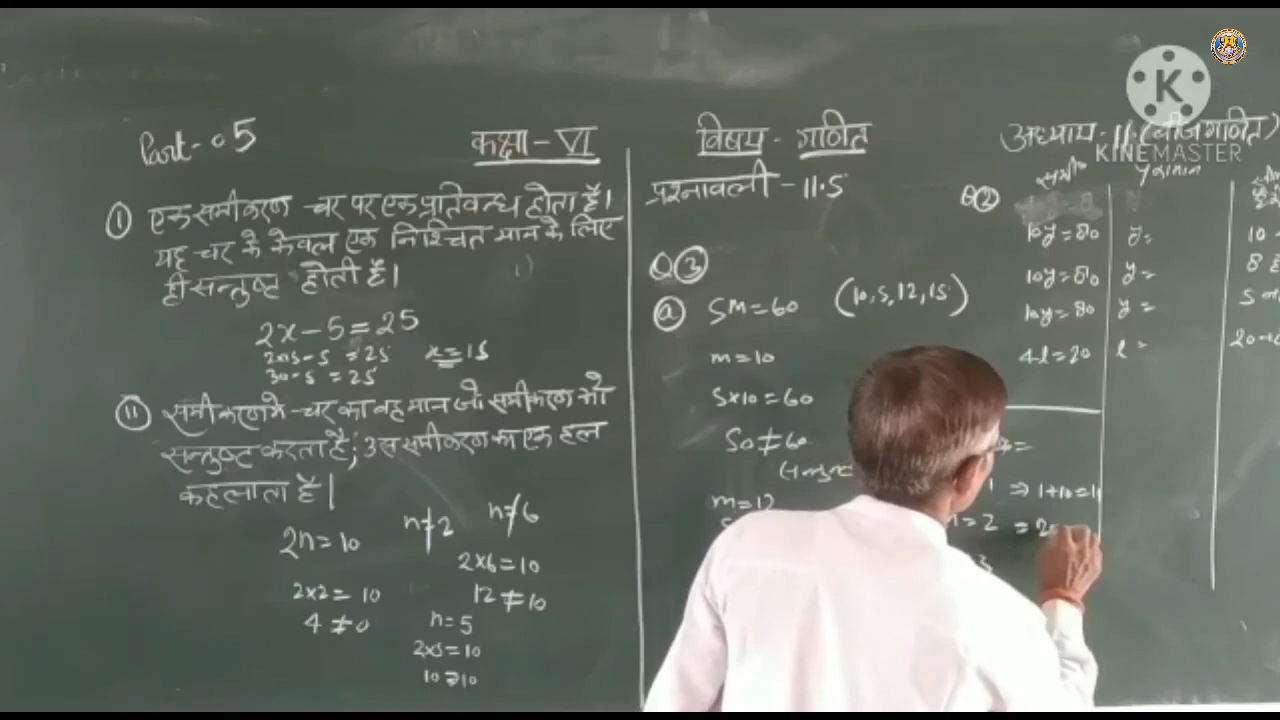 Part-05
कक्षा-VI
विषय- गणित
अध्याय-11.(बीजगणित)
K
KINEMASTER
① एक समीकरण चर पर एक प्रतिबन्ध होता है।
यह चर के केवल एक निश्चित मान के लिए
ही सन्तुष्ट होती है।
2x-5=25
2x15-5=25 x=15
30-5=25
⑪ समीकरण मे चर का वह मान जो समीकरण को
सन्तुष्ट करता है; उस समीकरण का एक हल
कहलाता है।
2n=10 n≠2 n≠6
2x2=10 2x6=10
4≠0 12≠10
n=5
2x5=10
10=10
प्रश्नावली-11.5
Q③
ⓐ 5m=60 (10,5,12,15)
m=10
5x10=60
50≠60
m=12
Q②
10y=80 y=
10y=80 y=
10y=80 y=
4l=20 l=
10
8
5
20
1 ⇒1+10=1
=2 =2
3